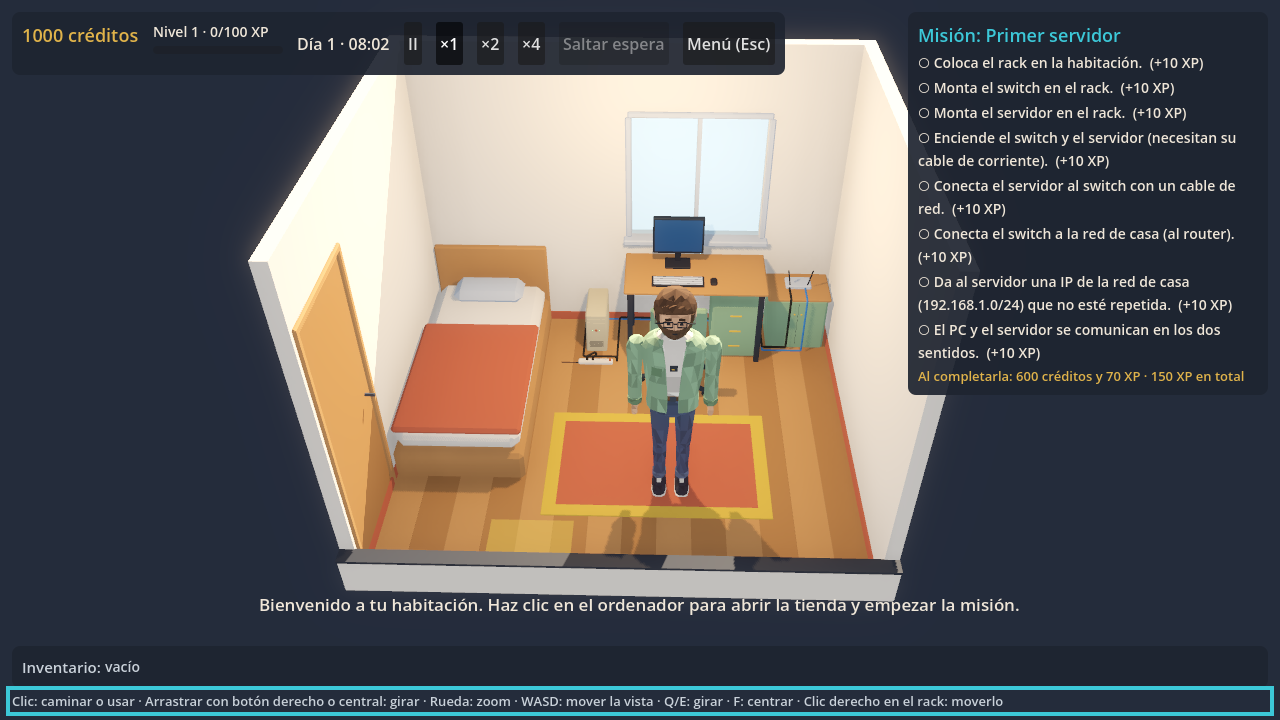 1000 créditos
Nivel 1 · 0/100 XP
Día 1 · 08:02
II
×1
×2
×4
Saltar espera
Menú (Esc)
Misión: Primer servidor
○ Coloca el rack en la habitación. (+10 XP)
○ Monta el switch en el rack. (+10 XP)
○ Monta el servidor en el rack. (+10 XP)
○ Enciende el switch y el servidor (necesitan su
cable de corriente). (+10 XP)
○ Conecta el servidor al switch con un cable de
red. (+10 XP)
○ Conecta el switch a la red de casa (al router).
(+10 XP)
○ Da al servidor una IP de la red de casa
(192.168.1.0/24) que no esté repetida. (+10 XP)
○ El PC y el servidor se comunican en los dos
sentidos. (+10 XP)
Al completarla: 600 créditos y 70 XP · 150 XP en total
Bienvenido a tu habitación. Haz clic en el ordenador para abrir la tienda y empezar la misión.
Inventario: vacío
Clic: caminar o usar · Arrastrar con botón derecho o central: girar · Rueda: zoom · WASD: mover la vista · Q/E: girar · F: centrar · Clic derecho en el rack: moverlo